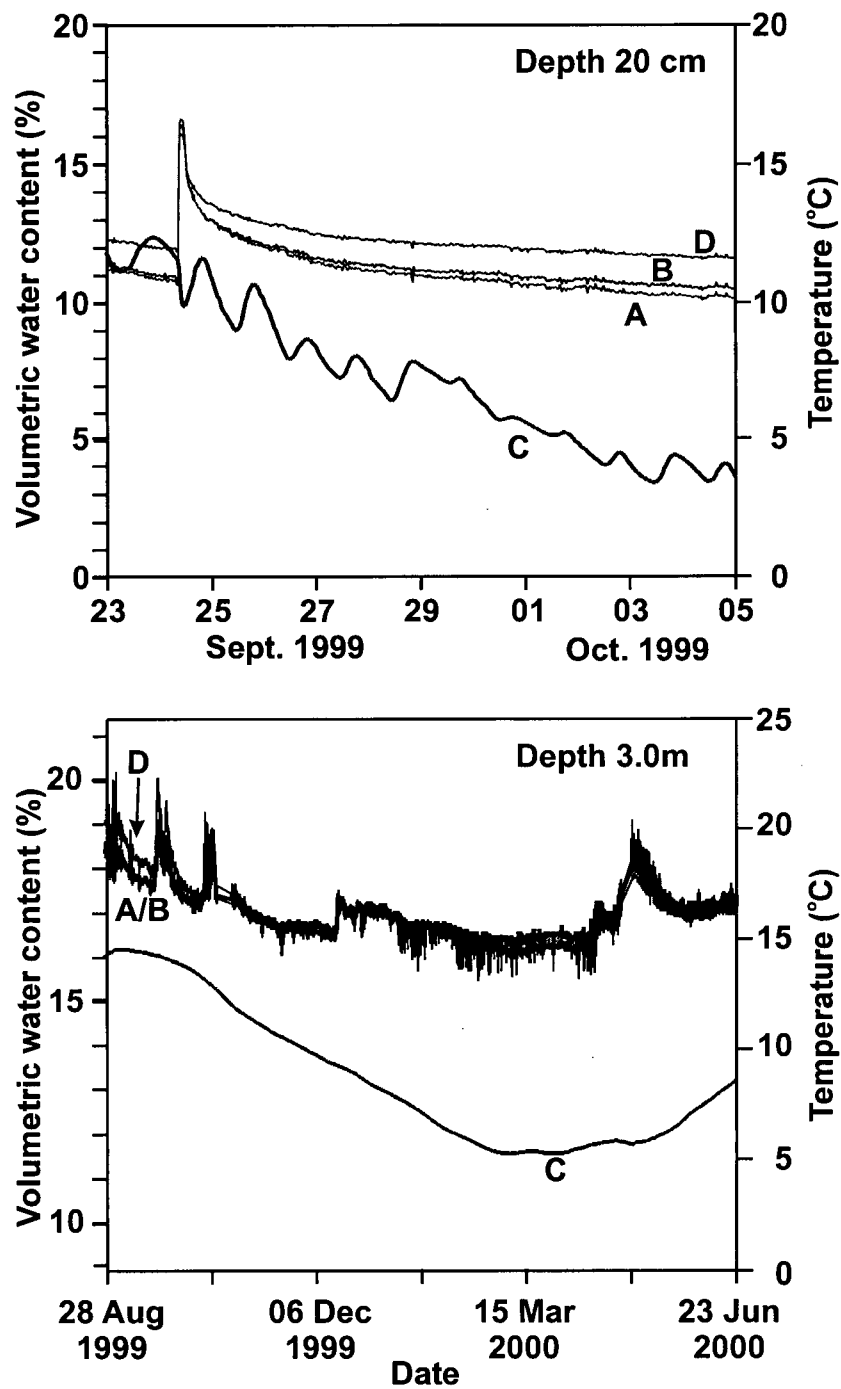 20
20
Depth 20 cm
Volumetric water content (%)
Temperature (°C)
15
15
D
B
10
10
A
5
5
C
0
0
23
25
27
29
01
03
05
Sept. 1999
Oct. 1999
25
Depth 3.0m
D
20
20
Volumetric water content (%)
Temperature (°C)
A/B
15
15
10
10
C
5
0
28 Aug
06 Dec
15 Mar
23 Jun
1999
1999
2000
2000
Date